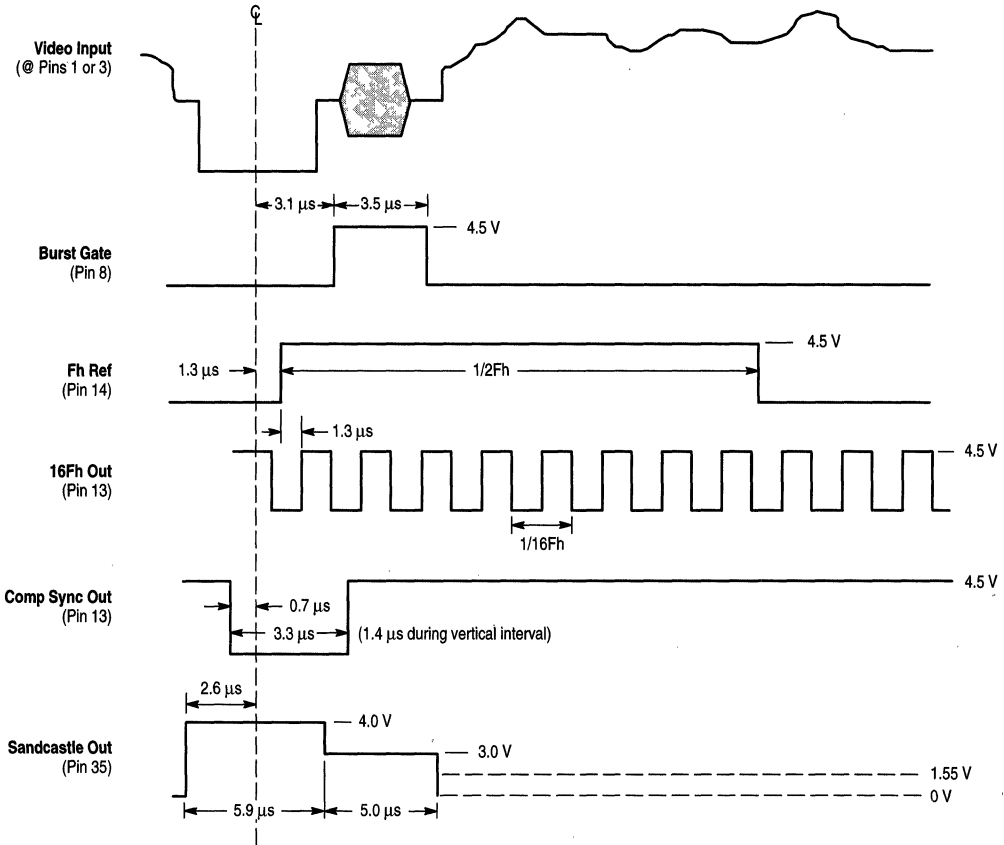 ℄
Video Input
(@ Pins 1 or 3)
3.1 µs
3.5 µs
4.5 V
Burst Gate
(Pin 8)
4.5 V
1.3 µs
Fh Ref
(Pin 14)
1/2Fh
1.3 µs
16Fh Out
(Pin 13)
4.5 V
1/16Fh
Comp Sync Out
(Pin 13)
4.5 V
0.7 µs
3.3 µs
(1.4 µs during vertical interval)
2.6 µs
4.0 V
Sandcastle Out
(Pin 35)
3.0 V
1.55 V
0 V
5.9 µs
5.0 µs